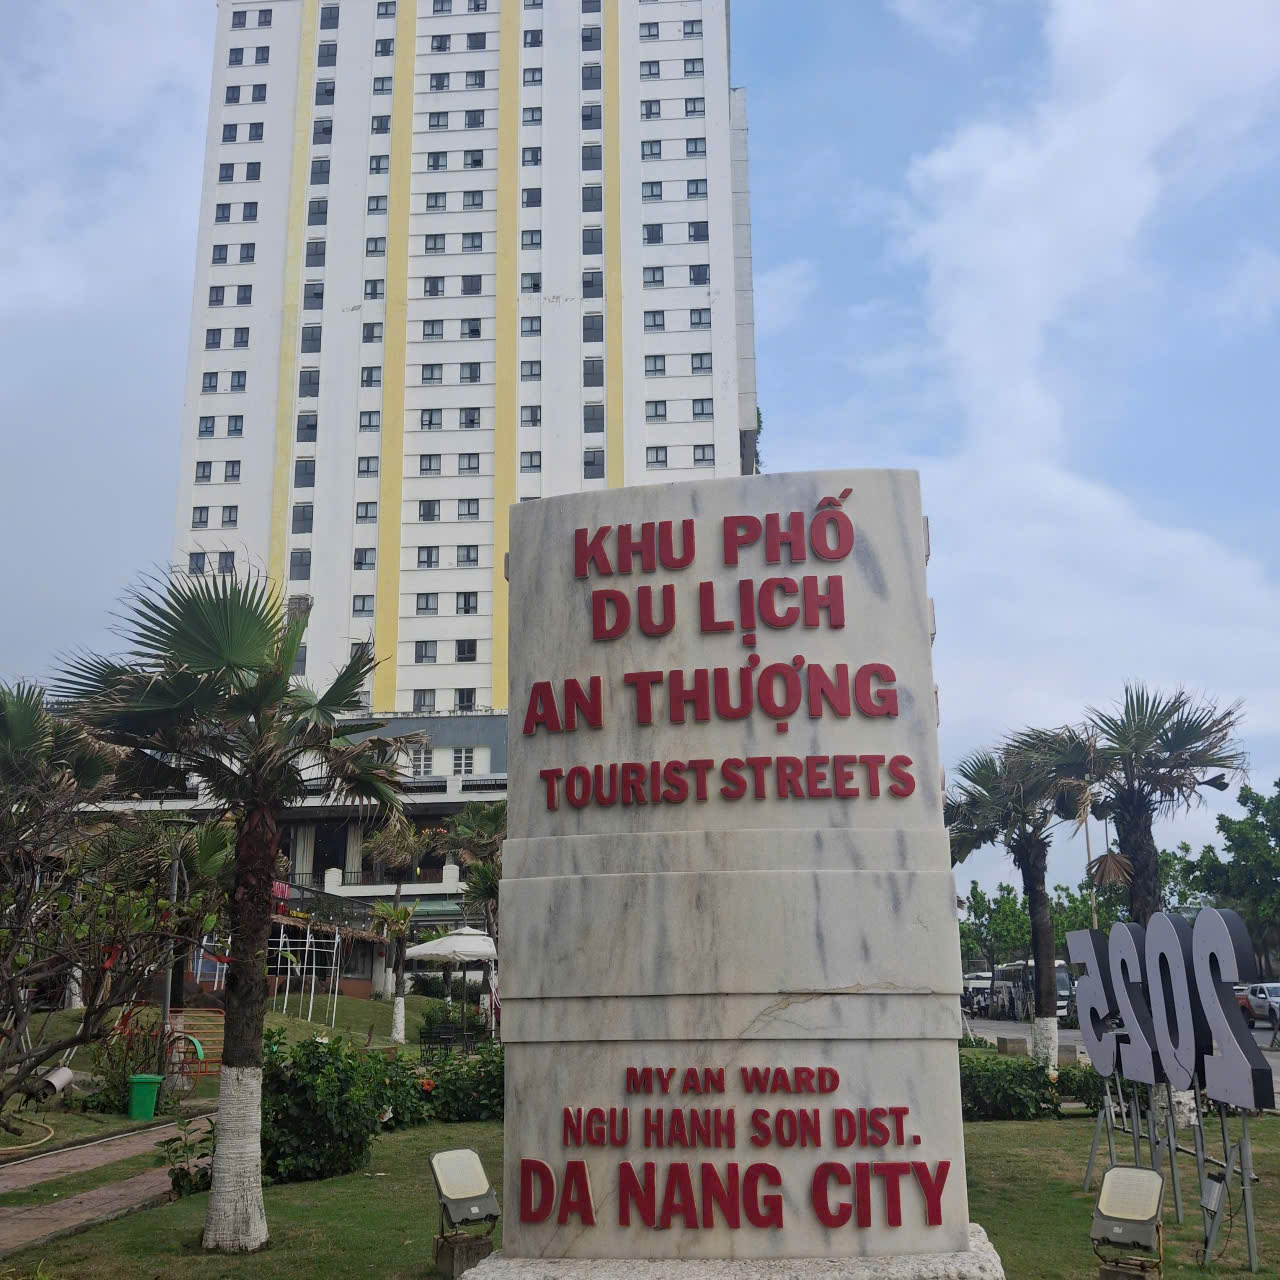 KHU PHỐ
DU LỊCH
AN THƯỢNG
TOURIST STREETS
MY AN WARD
NGU HANH SON DIST.
DA NANG CITY
2025